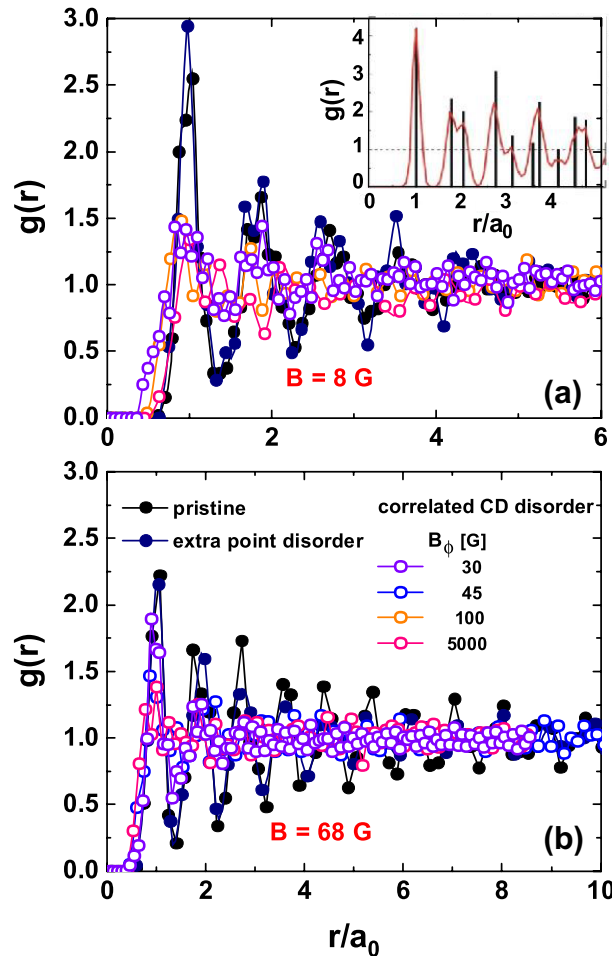 (a)
g(r)
3.0
2.5
2.0
1.5
1.0
0.5
0.0
0 2 4 6
B = 8 G
g(r)
4
3
2
1
0
0 1 2 3 4 5
r/a0
(b)
g(r)
3.0
2.5
2.0
1.5
1.0
0.5
0.0
pristine
extra point disorder
correlated CD disorder
Bϕ [G]
30
45
100
5000
B = 68 G
0 2 4 6 8 10
r/a0